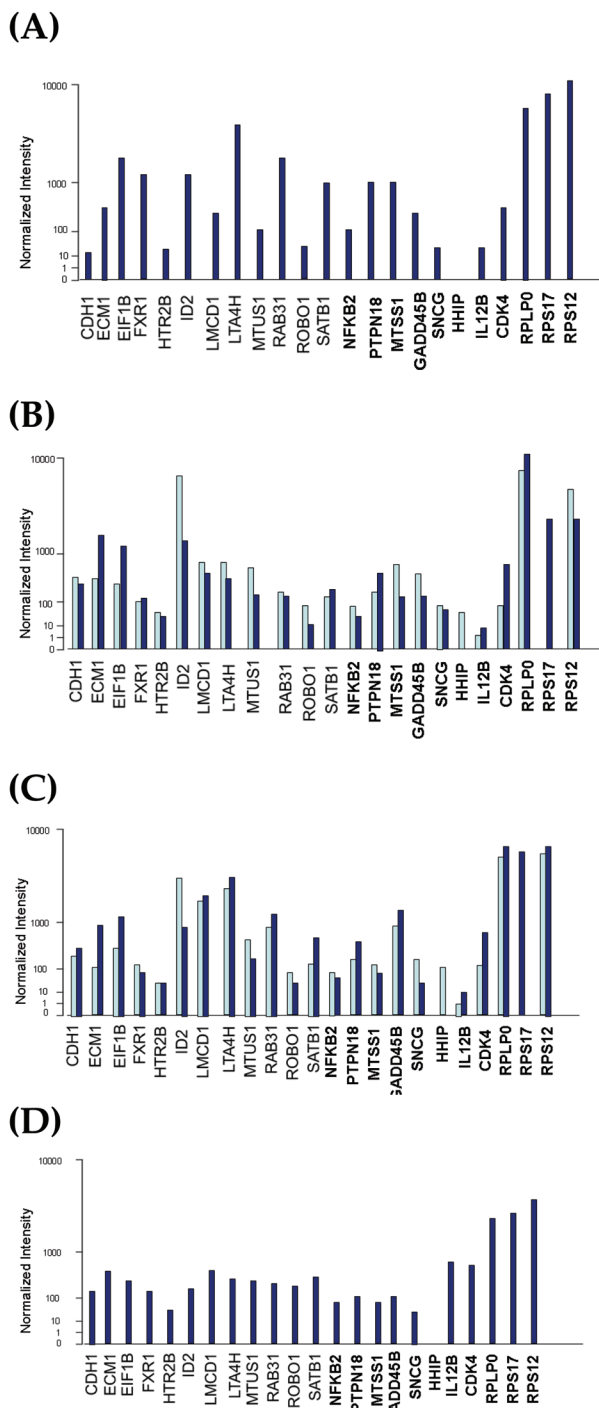 (A)
Normalized Intensity
10000
1000
100
10
1
0
CDH1
ECM1
EIF1B
FXR1
HTR2B
ID2
LMCD1
LTA4H
MTUS1
RAB31
ROBO1
SATB1
NFKB2
PTPN18
MTSS1
GADD45B
SNCG
HHIP
IL12B
CDK4
RPLP0
RPS17
RPS12
(B)
Normalized Intensity
10000
1000
100
10
1
0
CDH1
ECM1
EIF1B
FXR1
HTR2B
ID2
LMCD1
LTA4H
MTUS1
RAB31
ROBO1
SATB1
NFKB2
PTPN18
MTSS1
GADD45B
SNCG
HHIP
IL12B
CDK4
RPLP0
RPS17
RPS12
(C)
Normalized Intensity
10000
1000
100
10
1
0
CDH1
ECM1
EIF1B
FXR1
HTR2B
ID2
LMCD1
LTA4H
MTUS1
RAB31
ROBO1
SATB1
NFKB2
PTPN18
MTSS1
GADD45B
SNCG
HHIP
IL12B
CDK4
RPLP0
RPS17
RPS12
(D)
Normalized Intensity
10000
1000
100
10
1
0
CDH1
ECM1
EIF1B
FXR1
HTR2B
ID2
LMCD1
LTA4H
MTUS1
RAB31
ROBO1
SATB1
NFKB2
PTPN18
MTSS1
ADD45B
SNCG
HHIP
IL12B
CDK4
RPLP0
RPS17
RPS12